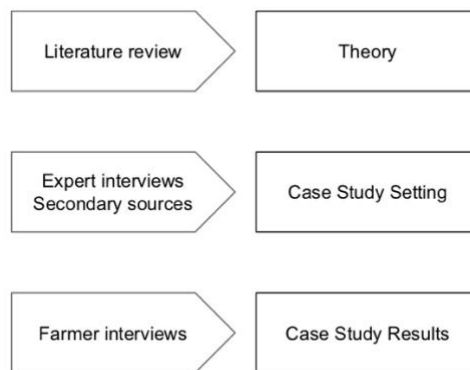 Literature review
Theory
Expert interviews
Secondary sources
Case Study Setting
Farmer interviews
Case Study Results